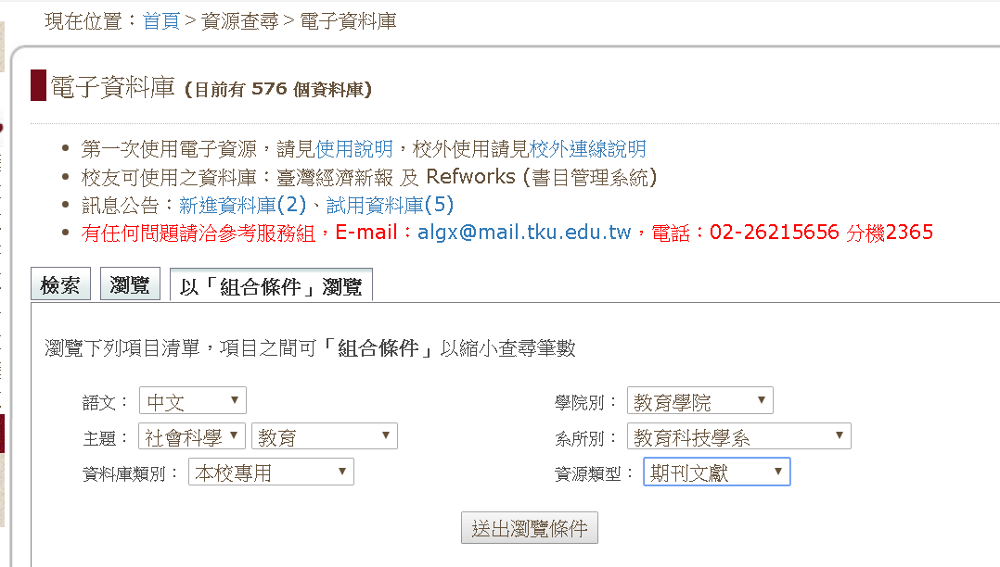 現在位置：首頁 > 資源查尋 > 電子資料庫
電子資料庫 (目前有 576 個資料庫)
第一次使用電子資源，請見使用說明，校外使用請見校外連線說明
校友可使用之資料庫：臺灣經濟新報 及 Refworks (書目管理系統)
訊息公告：新進資料庫(2)、試用資料庫(5)
有任何問題請洽參考服務組，E-mail：algx@mail.tku.edu.tw，電話：02-26215656 分機2365
檢索 瀏覽 以「組合條件」瀏覽
瀏覽下列項目清單，項目之間可「組合條件」以縮小查尋筆數
語文： 中文 學院別： 教育學院
主題： 社會科學 教育 系所別： 教育科技學系
資料庫類別： 本校專用 資源類型： 期刊文獻
送出瀏覽條件